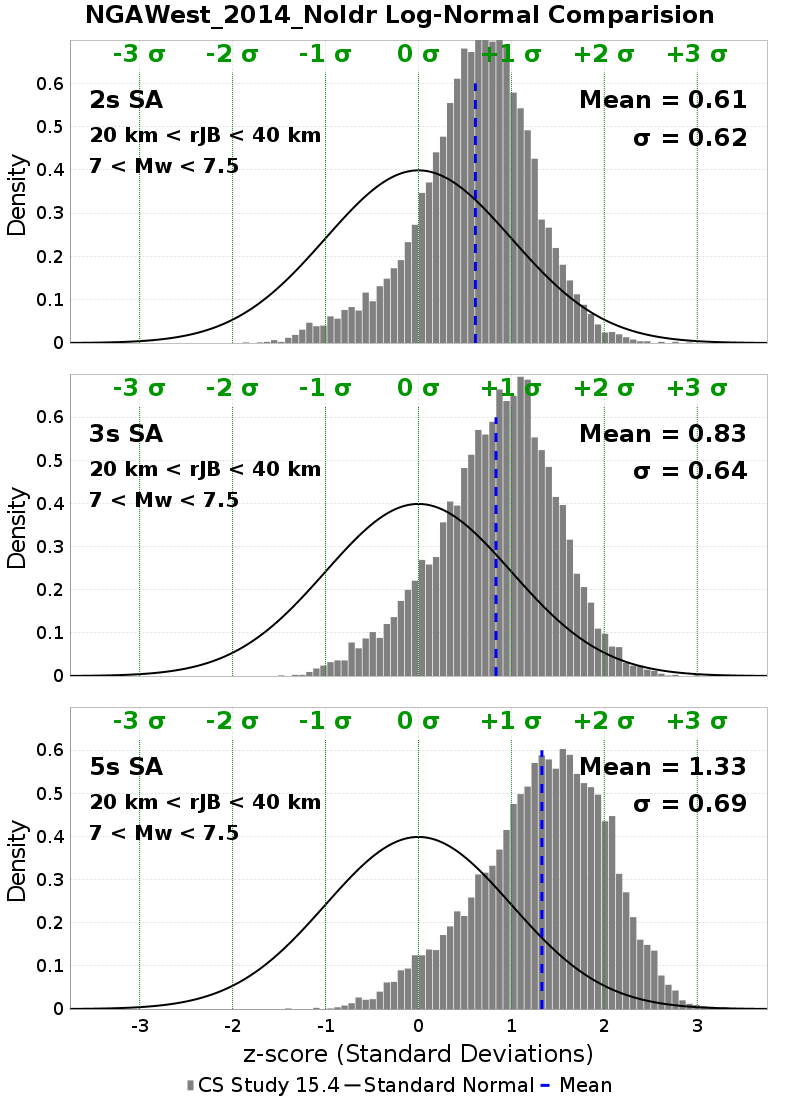 NGAWest_2014_NoIdr Log-Normal Comparision
-3 σ -2 σ -1 σ 0 σ +1 σ +2 σ +3 σ
2s SA Mean = 0.61
20 km < rJB < 40 km σ = 0.62
7 < Mw < 7.5
0.6
0.5
0.4
0.3
0.2
0.1
0
Density
-3 σ -2 σ -1 σ 0 σ +1 σ +2 σ +3 σ
3s SA Mean = 0.83
20 km < rJB < 40 km σ = 0.64
7 < Mw < 7.5
0.6
0.5
0.4
0.3
0.2
0.1
0
Density
-3 σ -2 σ -1 σ 0 σ +1 σ +2 σ +3 σ
5s SA Mean = 1.33
20 km < rJB < 40 km σ = 0.69
7 < Mw < 7.5
0.6
0.5
0.4
0.3
0.2
0.1
0
Density
-3 -2 -1 0 1 2 3
z-score (Standard Deviations)
CS Study 15.4 Standard Normal Mean